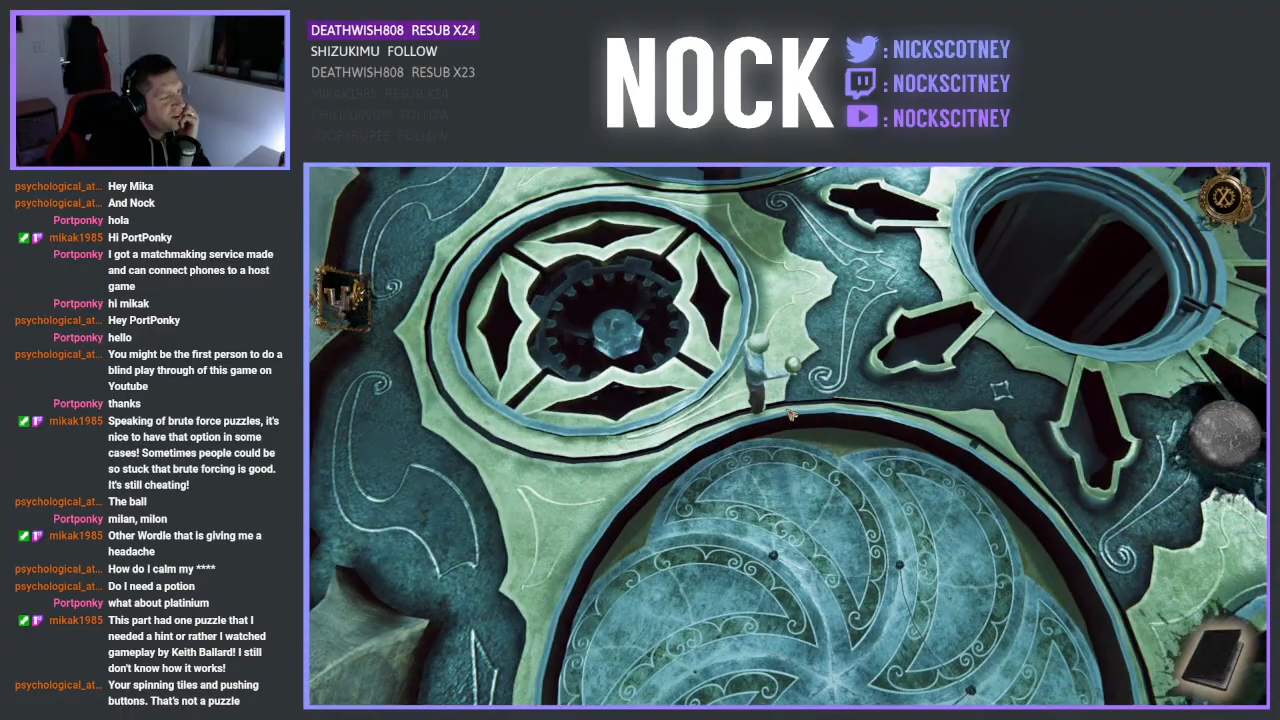 DEATHWISH808 RESUB X24
SHIZUKIMU FOLLOW
DEATHWISH808 RESUB X23
MIKAK1985 RESUB X14
NOCK
: NICKSCOTNEY
: NOCKSCITNEY
: NOCKSCITNEY
psychological_at... Hey Mika
psychological_at... And Nock
Portponky hola
mikak1985 Hi PortPonky
Portponky I got a matchmaking service made
and can connect phones to a host
game
Portponky hi mikak
psychological_at... Hey PortPonky
Portponky hello
psychological_at... You might be the first person to do a
blind play through of this game on
Youtube
Portponky thanks
mikak1985 Speaking of brute force puzzles, it's
nice to have that option in some
cases! Sometimes people could be
so stuck that brute forcing is good.
It's still cheating!
psychological_at... The ball
Portponky milan, milon
mikak1985 Other Wordle that is giving me a
headache
psychological_at... How do I calm my ****
psychological_at... Do I need a potion
Portponky what about platinium
mikak1985 This part had one puzzle that I
needed a hint or rather I watched
gameplay by Keith Ballard! I still
don't know how it works!
psychological_at... Your spinning tiles and pushing
buttons. That's not a puzzle